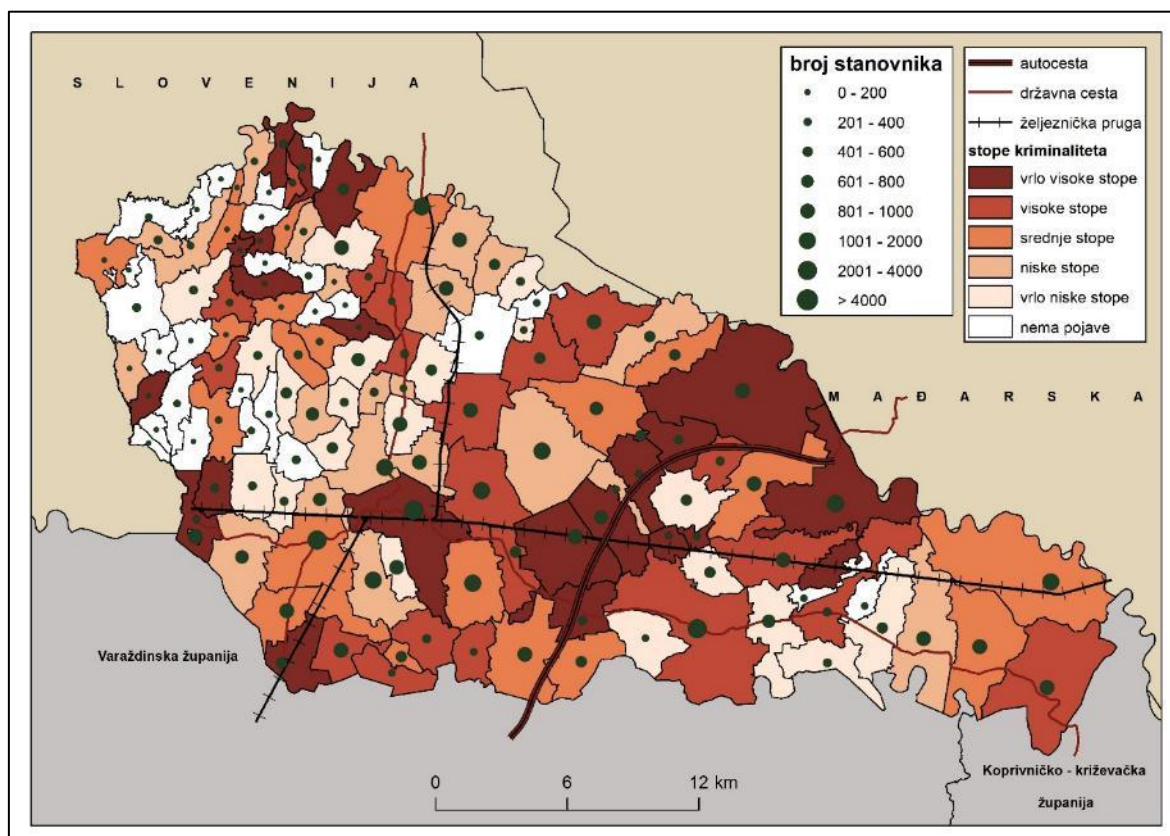 S L O V E N I J A
broj stanovnika
0 - 200
201 - 400
401 - 600
601 - 800
801 - 1000
1001 - 2000
2001 - 4000
> 4000
autocesta
državna cesta
željeznička pruga
stope kriminaliteta
vrlo visoke stope
visoke stope
srednje stope
niske stope
vrlo niske stope
nema pojave
M A Đ A R S K A
Varaždinska županija
Koprivničko - križevačka
županija
0 6 12 km